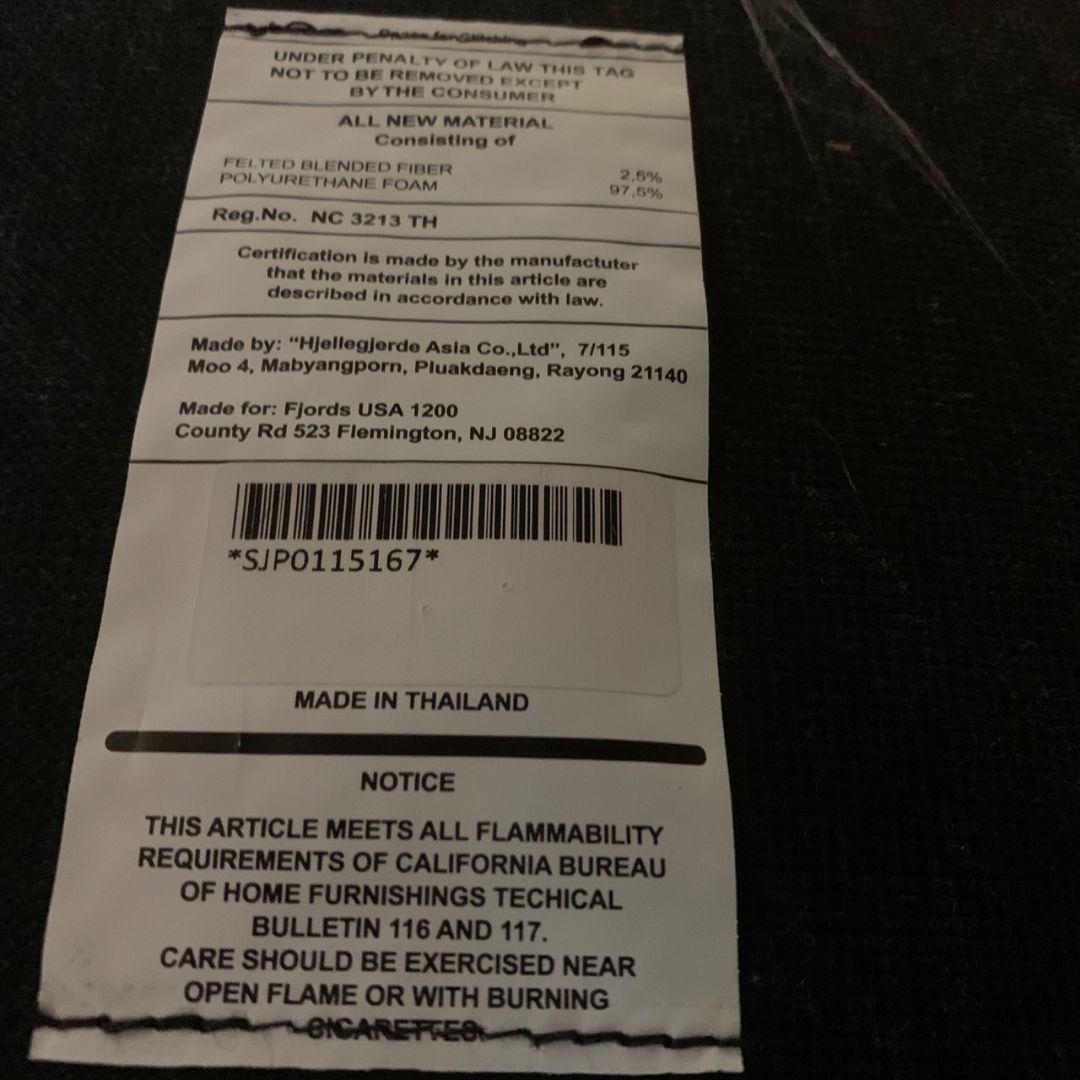 Space for Stitching
UNDER PENALTY OF LAW THIS TAG
NOT TO BE REMOVED EXCEPT
BY THE CONSUMER
ALL NEW MATERIAL
Consisting of
FELTED BLENDED FIBER 2,5%
POLYURETHANE FOAM 97,5%
Reg.No. NC 3213 TH
Certification is made by the manufactuter
that the materials in this article are
described in accordance with law.
Made by: “Hjellegjerde Asia Co.,Ltd”, 7/115
Moo 4, Mabyangporn, Pluakdaeng, Rayong 21140
Made for: Fjords USA 1200
County Rd 523 Flemington, NJ 08822
*SJP0115167*
MADE IN THAILAND
NOTICE
THIS ARTICLE MEETS ALL FLAMMABILITY
REQUIREMENTS OF CALIFORNIA BUREAU
OF HOME FURNISHINGS TECHICAL
BULLETIN 116 AND 117.
CARE SHOULD BE EXERCISED NEAR
OPEN FLAME OR WITH BURNING
CIGARETTES.